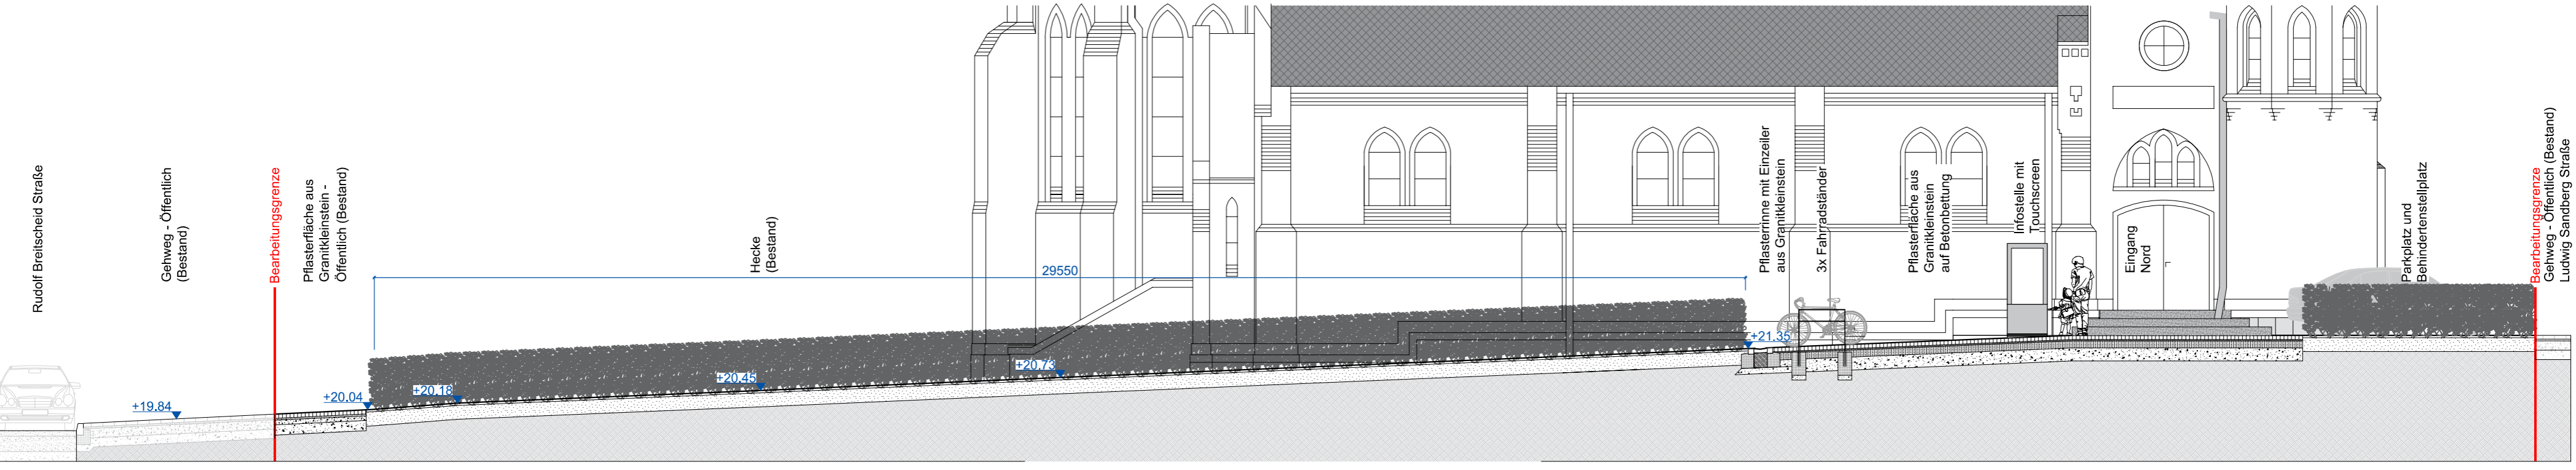 Rudolf Breitscheid Straße
Gehweg - Öffentlich
(Bestand)
+19.84
Bearbeitungsgrenze
Pflasterfläche aus
Granitkleinstein -
Öffentlich (Bestand)
+20.04
+20.18
Hecke
(Bestand)
+20.45
29550
+20.73
Pflasterrinne mit Einzeiler
aus Granitkleinstein
+21.35
3x Fahrradständer
Pflasterfläche aus
Granitkleinstein
auf Betonbettung
Infostelle mit
Touchscreen
Eingang
Nord
Parkplatz und
Behindertenstellplatz
Bearbeitungsgrenze
Gehweg - Öffentlich (Bestand)
Ludwig Sandberg Straße